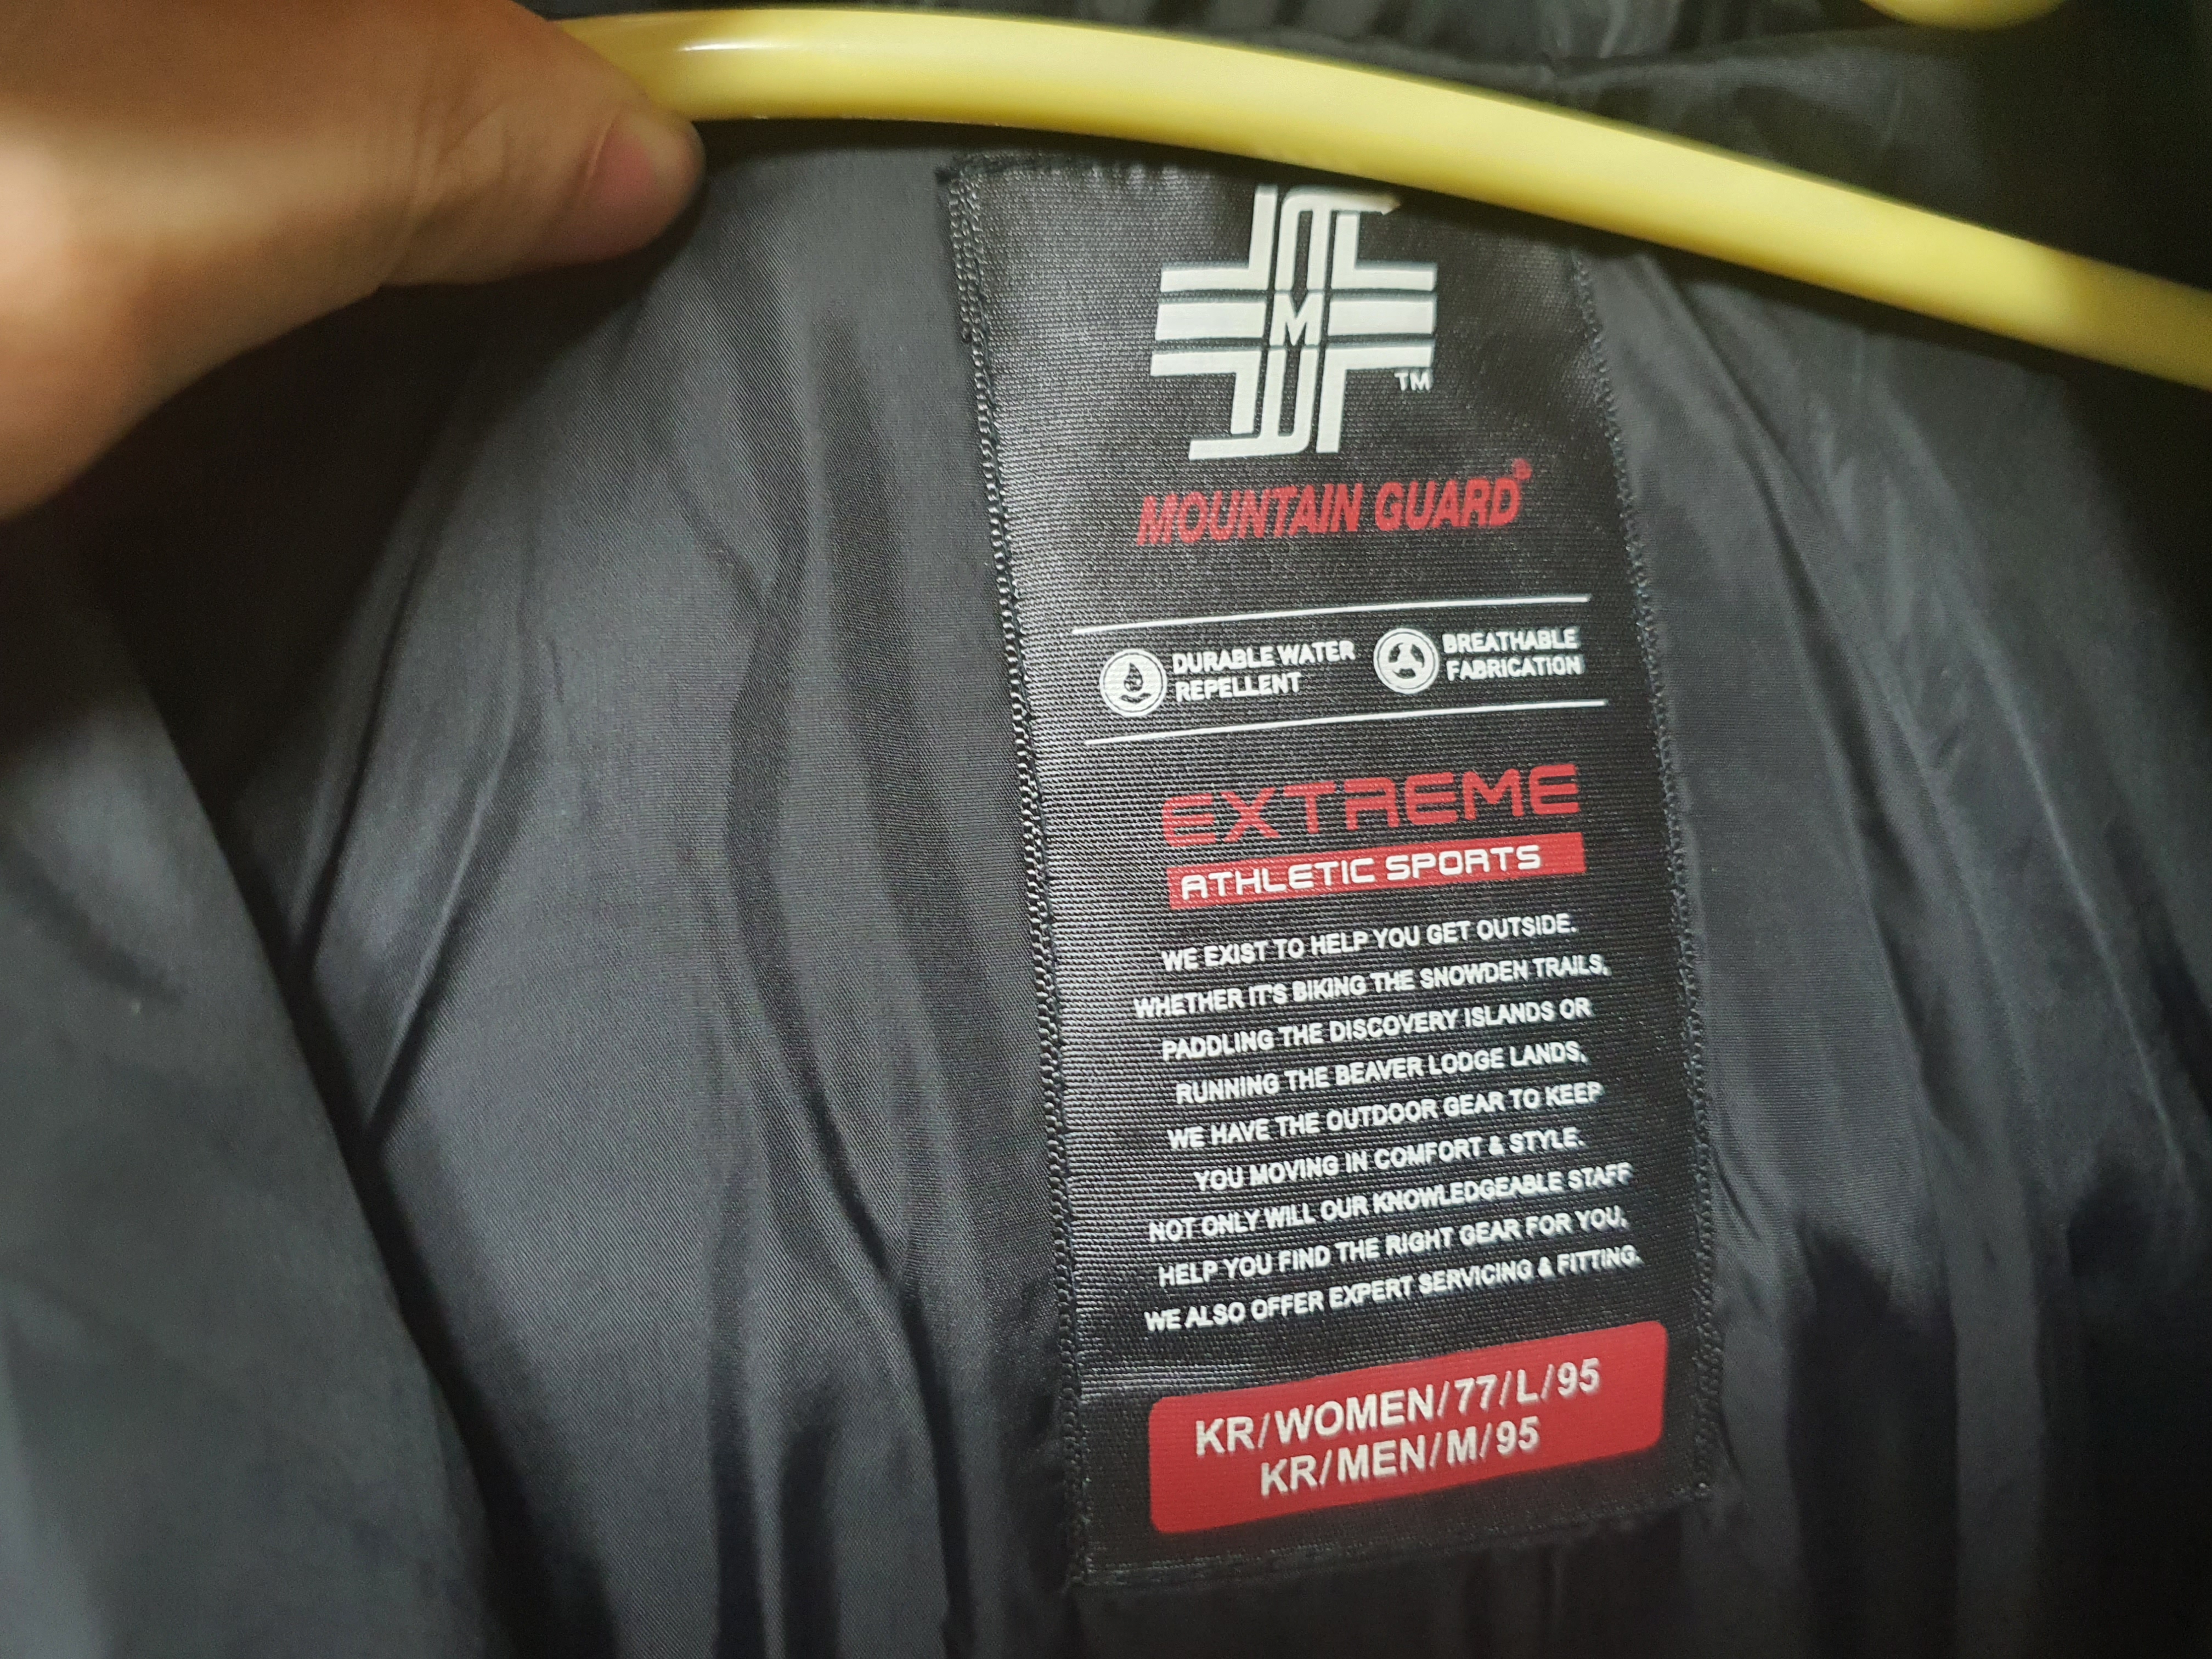 M
TM
MOUNTAIN GUARD®
DURABLE WATER
REPELLENT
BREATHABLE
FABRICATION
EXTREME
ATHLETIC SPORTS
WE EXIST TO HELP YOU GET OUTSIDE.
WHETHER IT'S BIKING THE SNOWDEN TRAILS,
PADDLING THE DISCOVERY ISLANDS OR
RUNNING THE BEAVER LODGE LANDS,
WE HAVE THE OUTDOOR GEAR TO KEEP
YOU MOVING IN COMFORT & STYLE.
NOT ONLY WILL OUR KNOWLEDGEABLE STAFF
HELP YOU FIND THE RIGHT GEAR FOR YOU,
WE ALSO OFFER EXPERT SERVICING & FITTING.
KR/WOMEN/77/L/95
KR/MEN/M/95